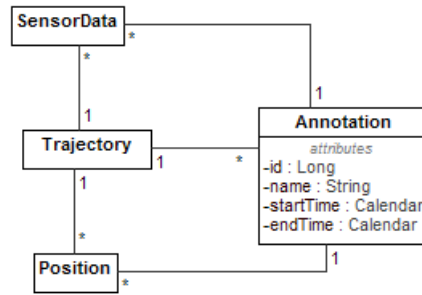 SensorData
*
*
1
1
Trajectory
1
*
1
Annotation
attributes
-id : Long
-name : String
-startTime : Calendar
-endTime : Calendar
*
1
Position
*